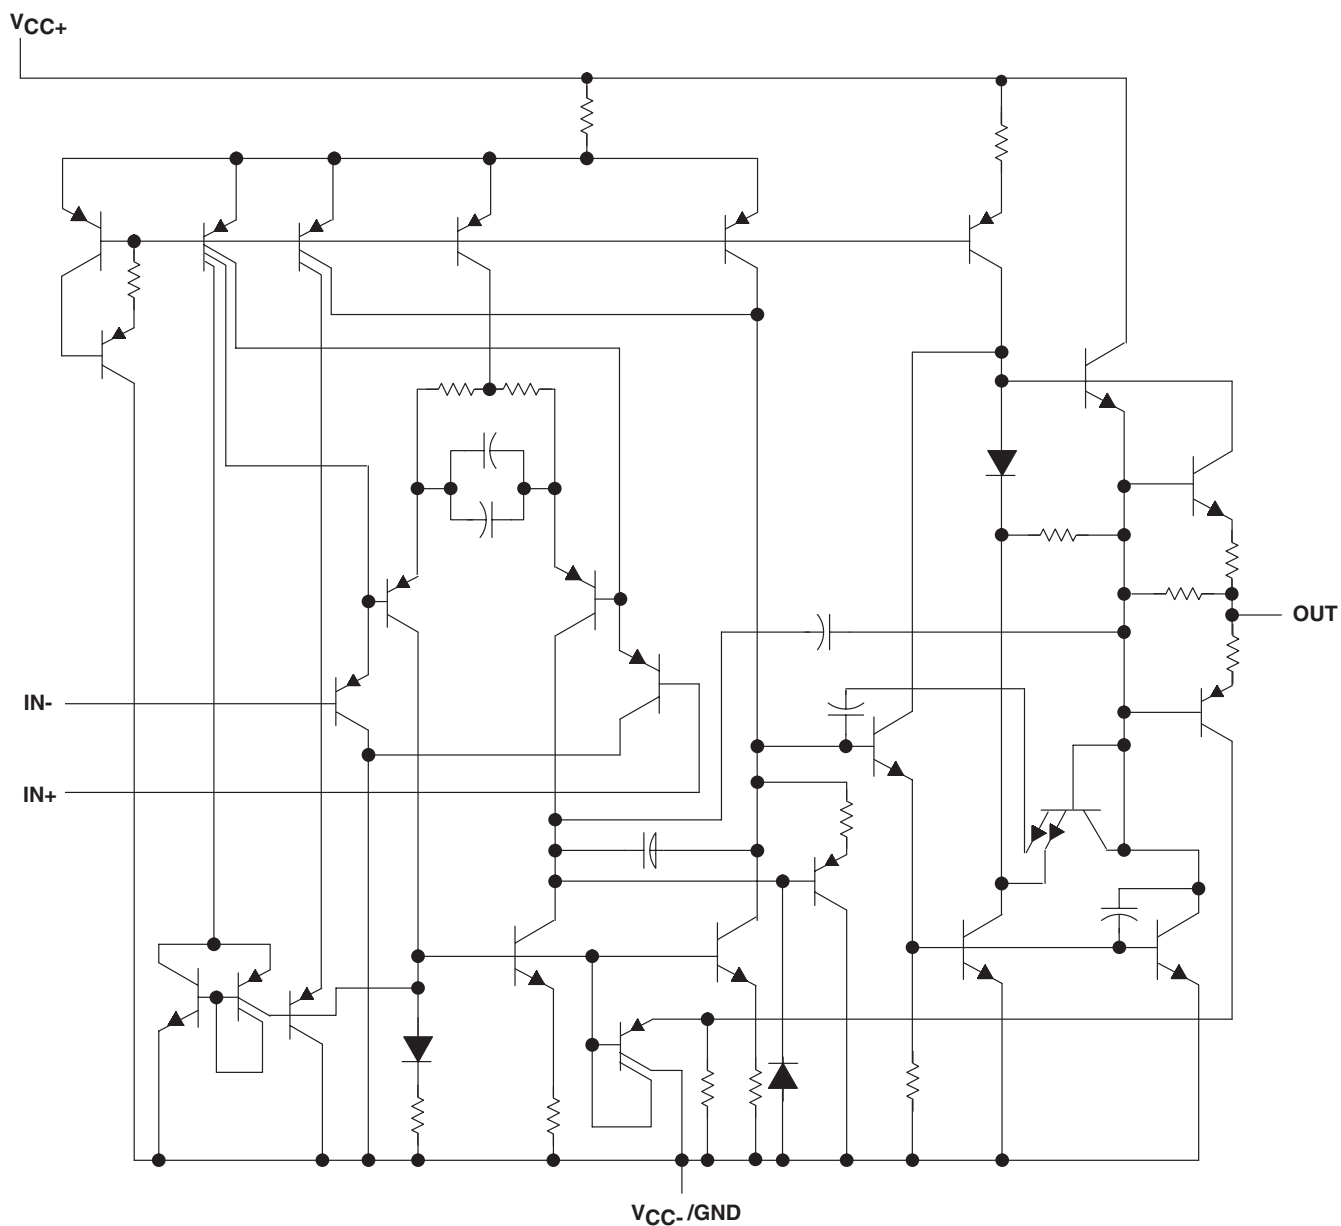 VCC+
OUT
IN-
IN+
VCC-/GND